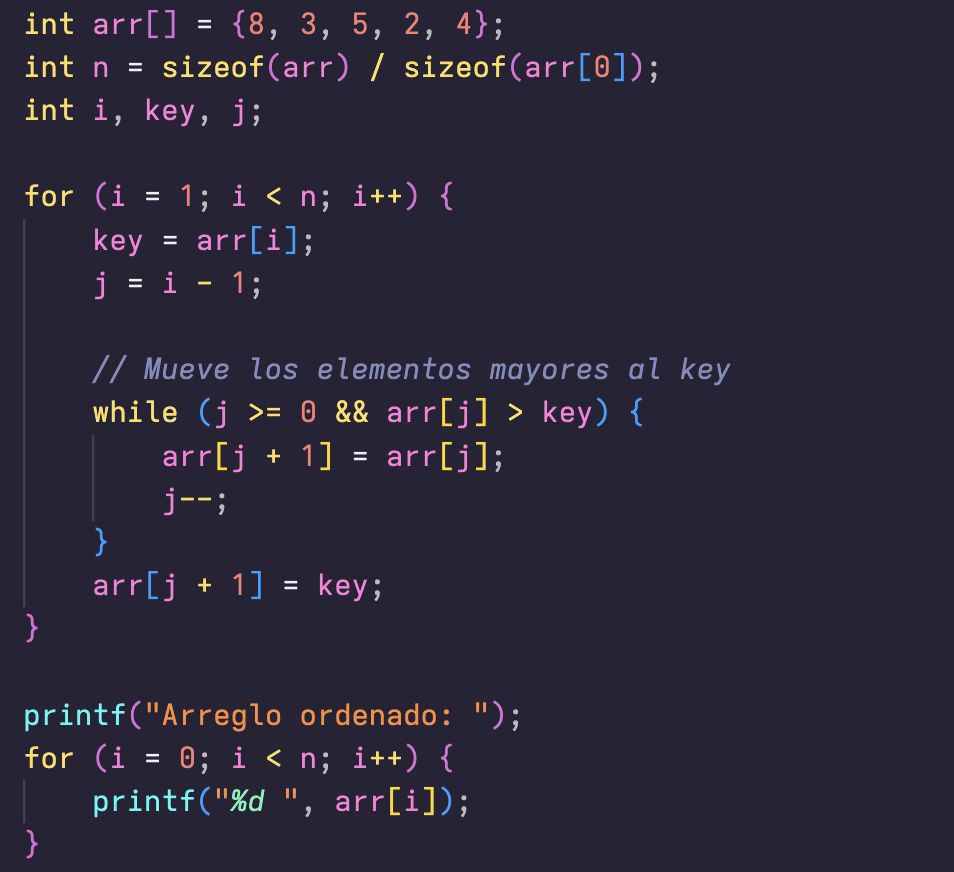 int arr[] = {8, 3, 5, 2, 4};
int n = sizeof(arr) / sizeof(arr[0]);
int i, key, j;
for (i = 1; i < n; i++) {
key = arr[i];
j = i - 1;
// Mueve los elementos mayores al key
while (j >= 0 && arr[j] > key) {
arr[j + 1] = arr[j];
j--;
}
arr[j + 1] = key;
}
printf("Arreglo ordenado: ");
for (i = 0; i < n; i++) {
printf("%d ", arr[i]);
}